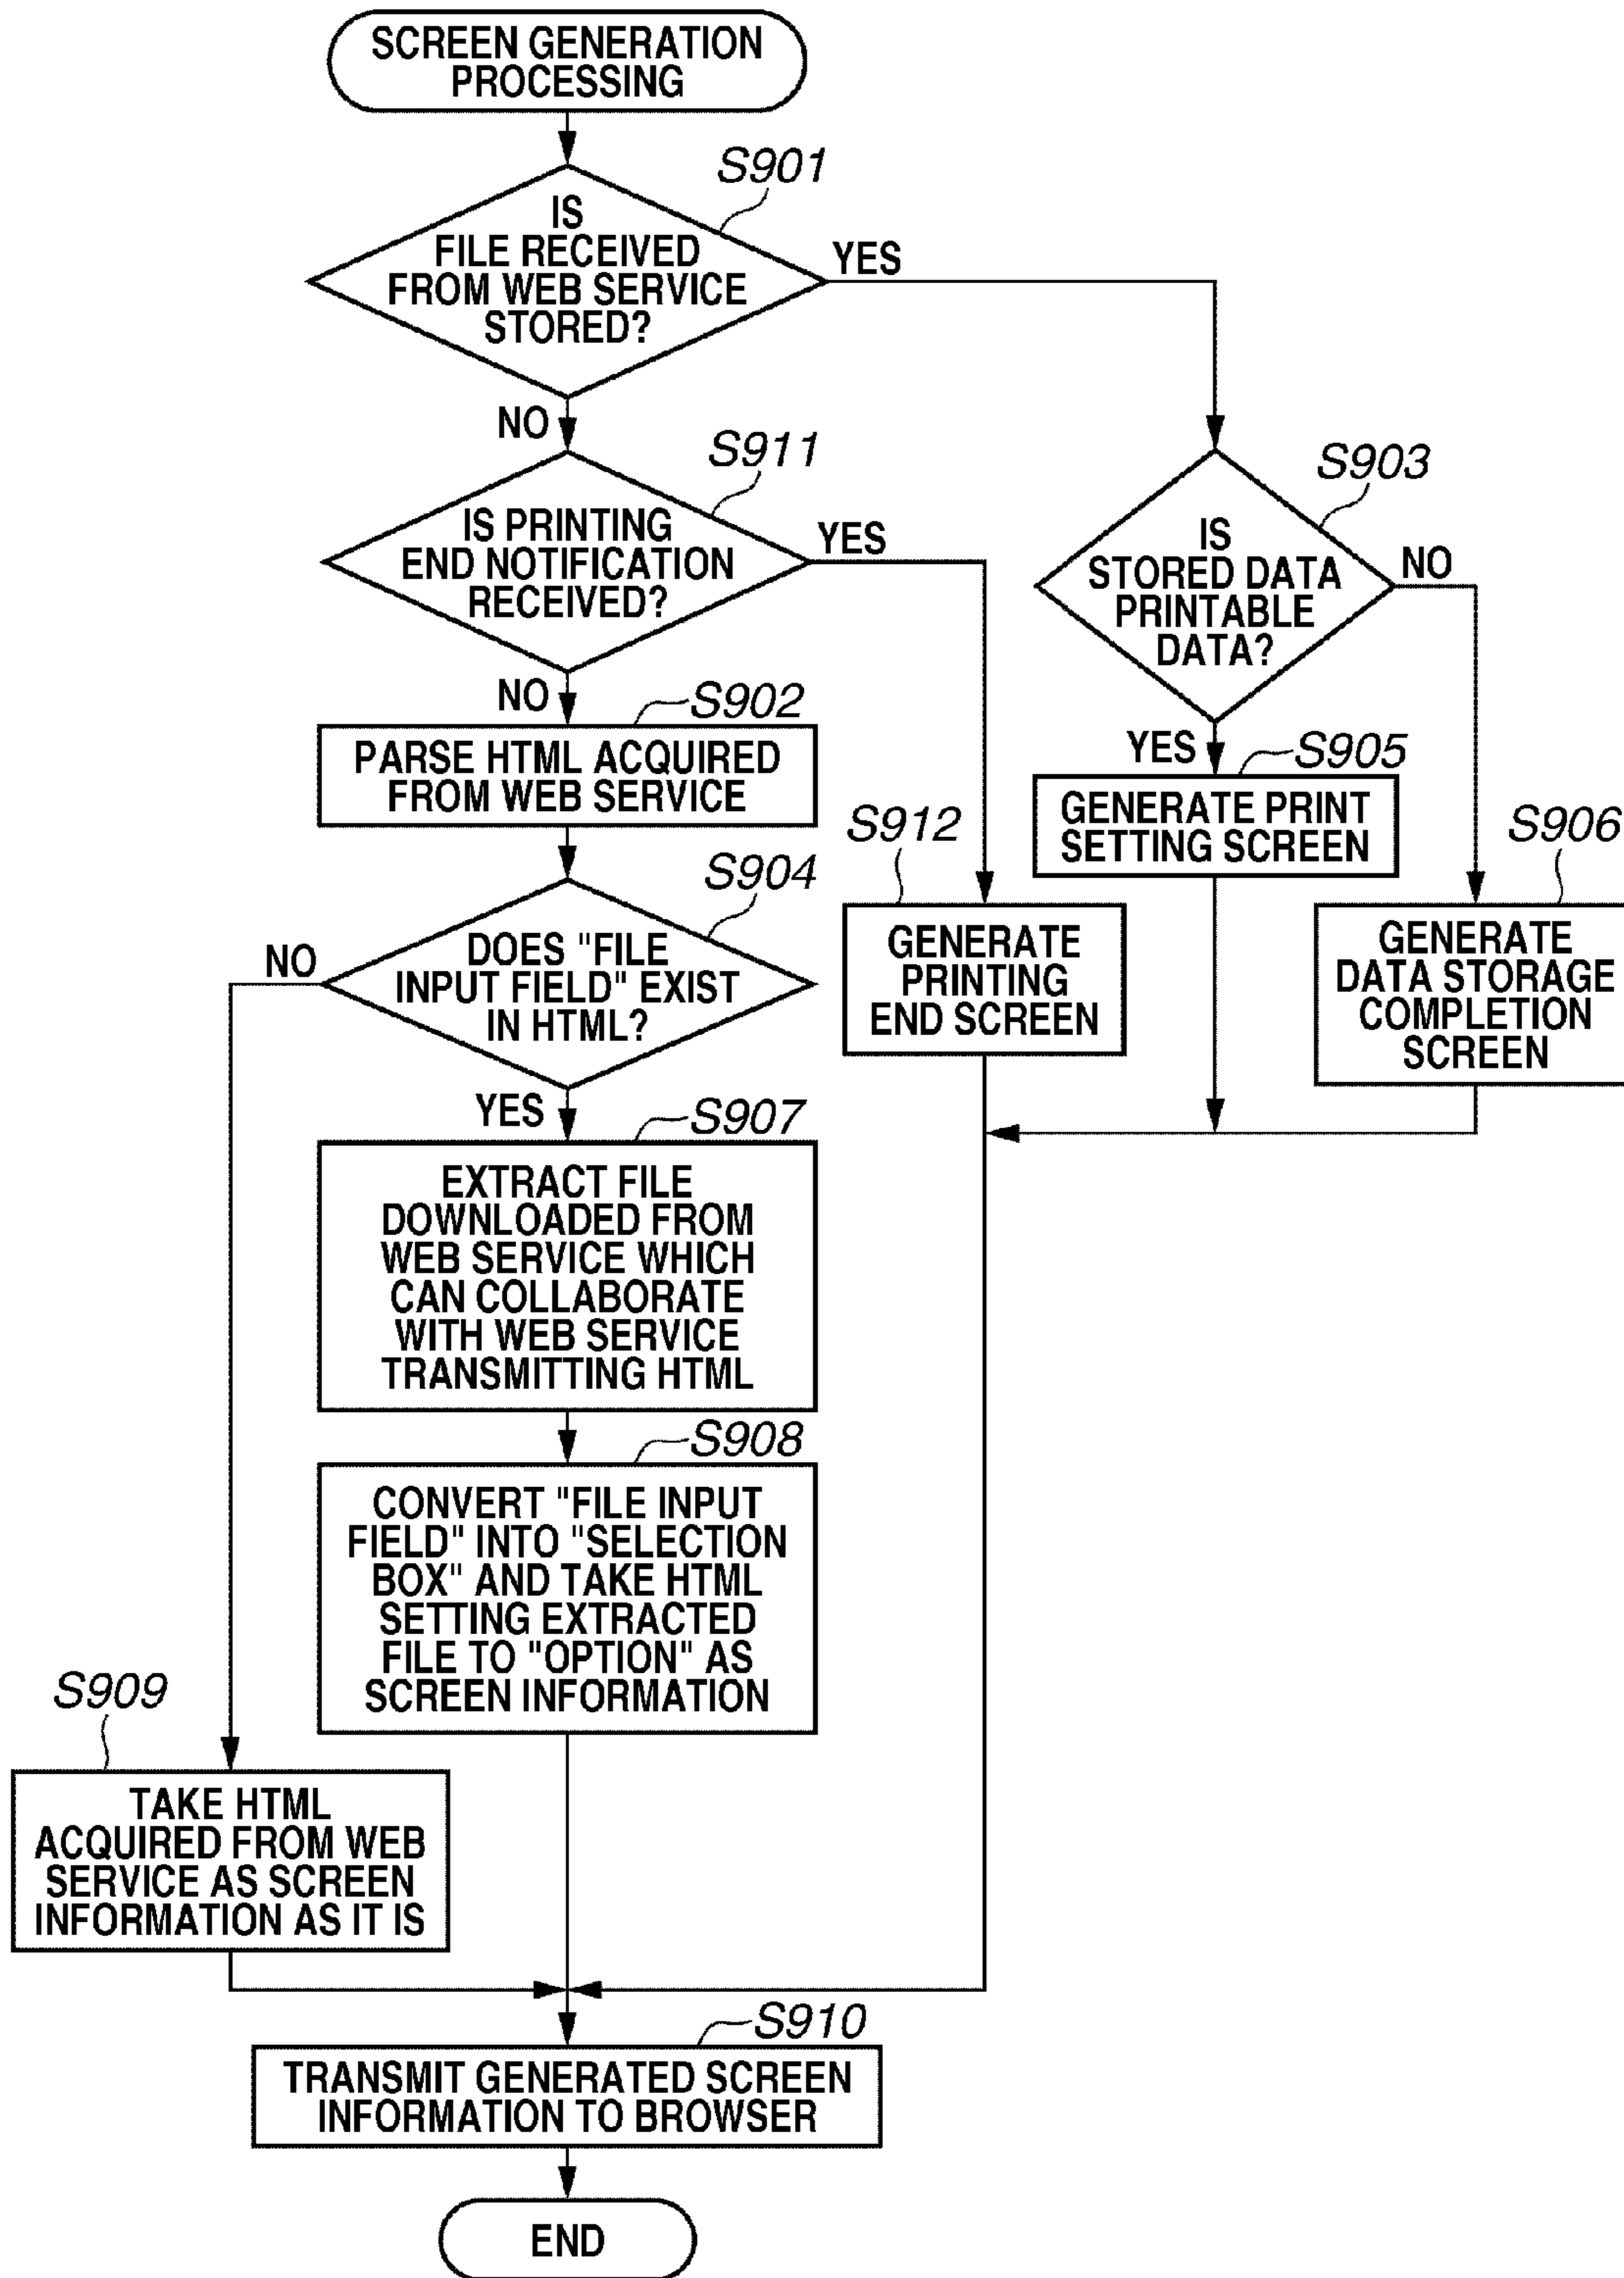 SCREEN GENERATION
PROCESSING
S901
IS
FILE RECEIVED
FROM WEB SERVICE
STORED?
YES
NO
S911
IS PRINTING
END NOTIFICATION
RECEIVED?
YES
NO
S903
IS
STORED DATA
PRINTABLE
DATA?
NO
YES
S902
PARSE HTML ACQUIRED
FROM WEB SERVICE
S905
GENERATE PRINT
SETTING SCREEN
S912
GENERATE
PRINTING
END SCREEN
S906
GENERATE
DATA STORAGE
COMPLETION
SCREEN
S904
DOES "FILE
INPUT FIELD" EXIST
IN HTML?
NO
YES
S907
EXTRACT FILE
DOWNLOADED FROM
WEB SERVICE WHICH
CAN COLLABORATE
WITH WEB SERVICE
TRANSMITTING HTML
S908
CONVERT "FILE INPUT
FIELD" INTO "SELECTION
BOX" AND TAKE HTML
SETTING EXTRACTED
FILE TO "OPTION" AS
SCREEN INFORMATION
S909
TAKE HTML
ACQUIRED FROM WEB
SERVICE AS SCREEN
INFORMATION AS IT IS
S910
TRANSMIT GENERATED SCREEN
INFORMATION TO BROWSER
END